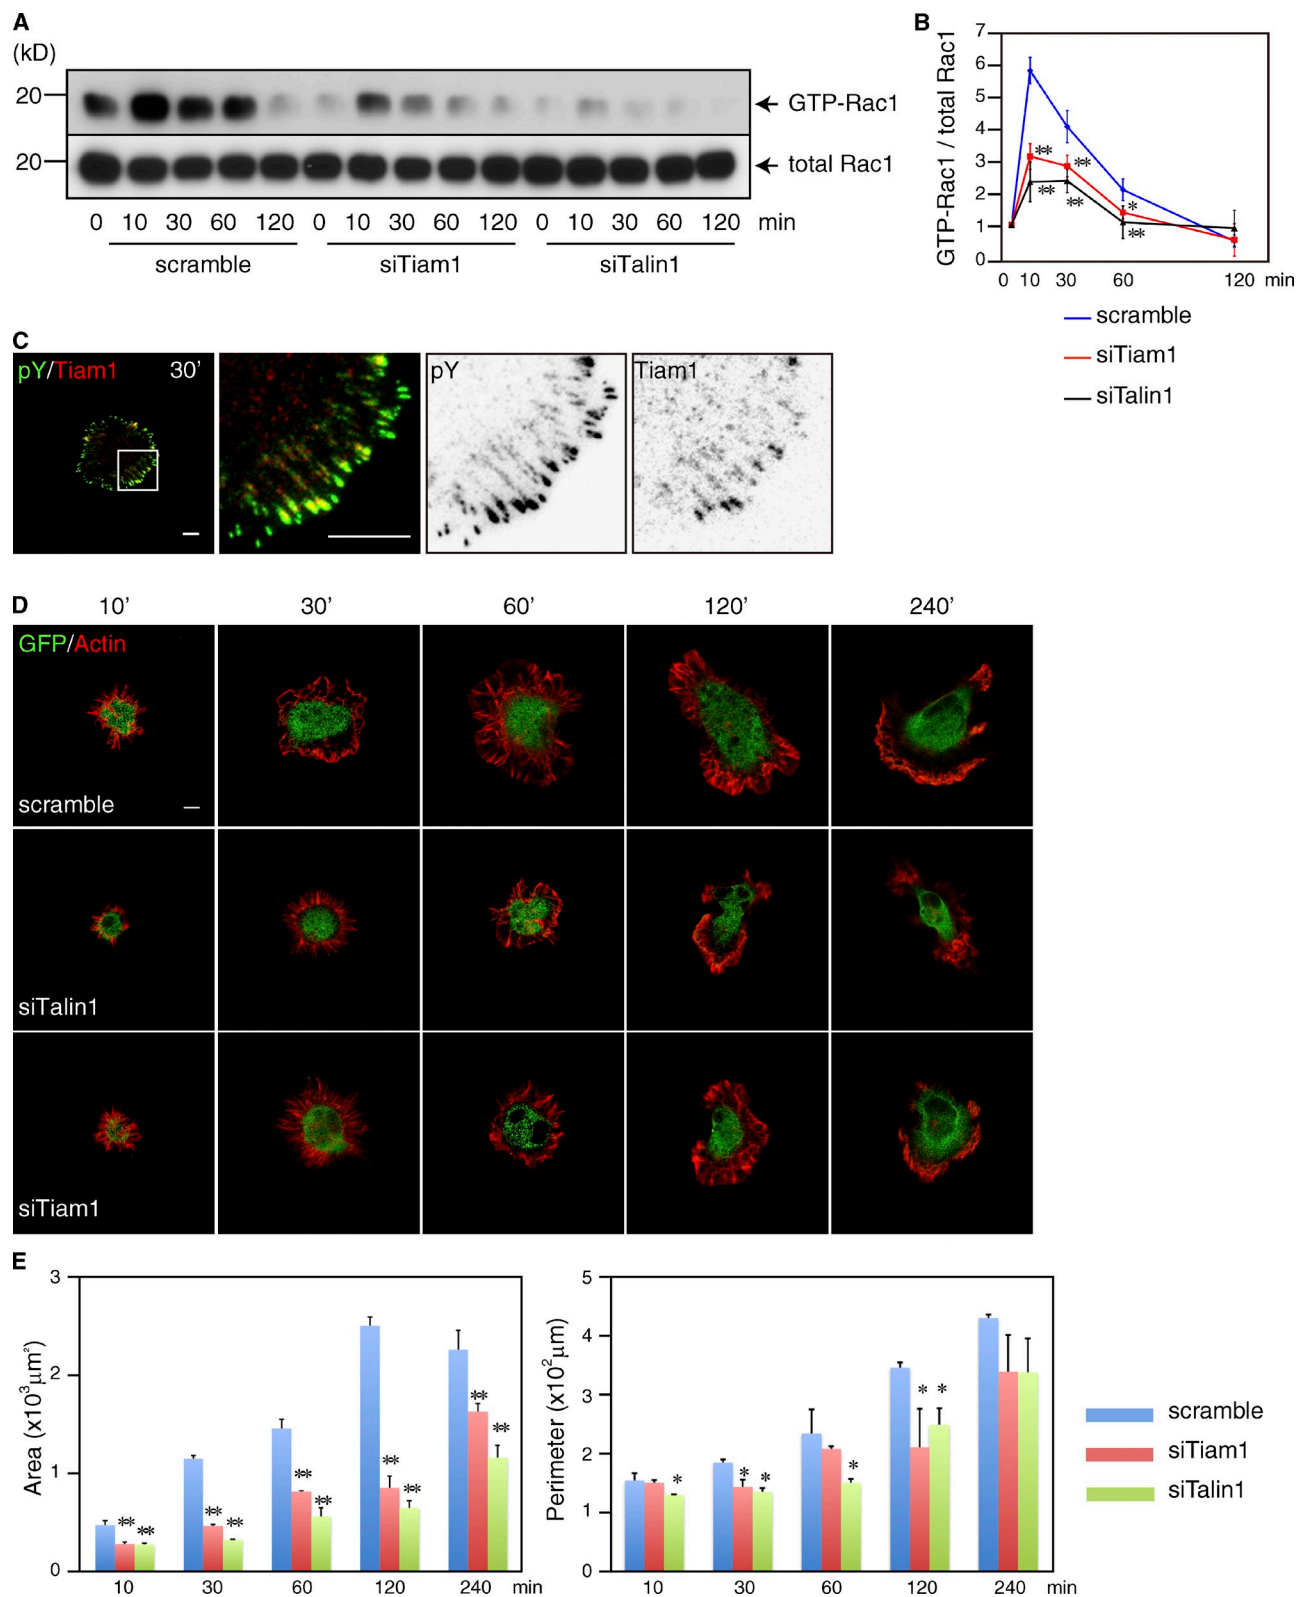 A
(kD)
20
GTP-Rac1
20
total Rac1
0 10 30 60 120 0 10 30 60 120 0 10 30 60 120 min
scramble siTiam1 siTalin1
B
GTP-Rac1 / total Rac1
7
6
5
4
3
2
1
0
** **
** **
*
**
0 10 30 60 120 min
scramble
siTiam1
siTalin1
C
pY/Tiam1 30’
pY
Tiam1
D
10’ 30’ 60’ 120’ 240’
GFP/Actin
scramble
siTalin1
siTiam1
E
Area (x10³µm²)
3
2
1
0
** ** ** ** ** ** ** ** ** **
10 30 60 120 240 min
Perimeter (x10²µm)
5
4
3
2
1
0
* * * * * *
10 30 60 120 240 min
scramble
siTiam1
siTalin1